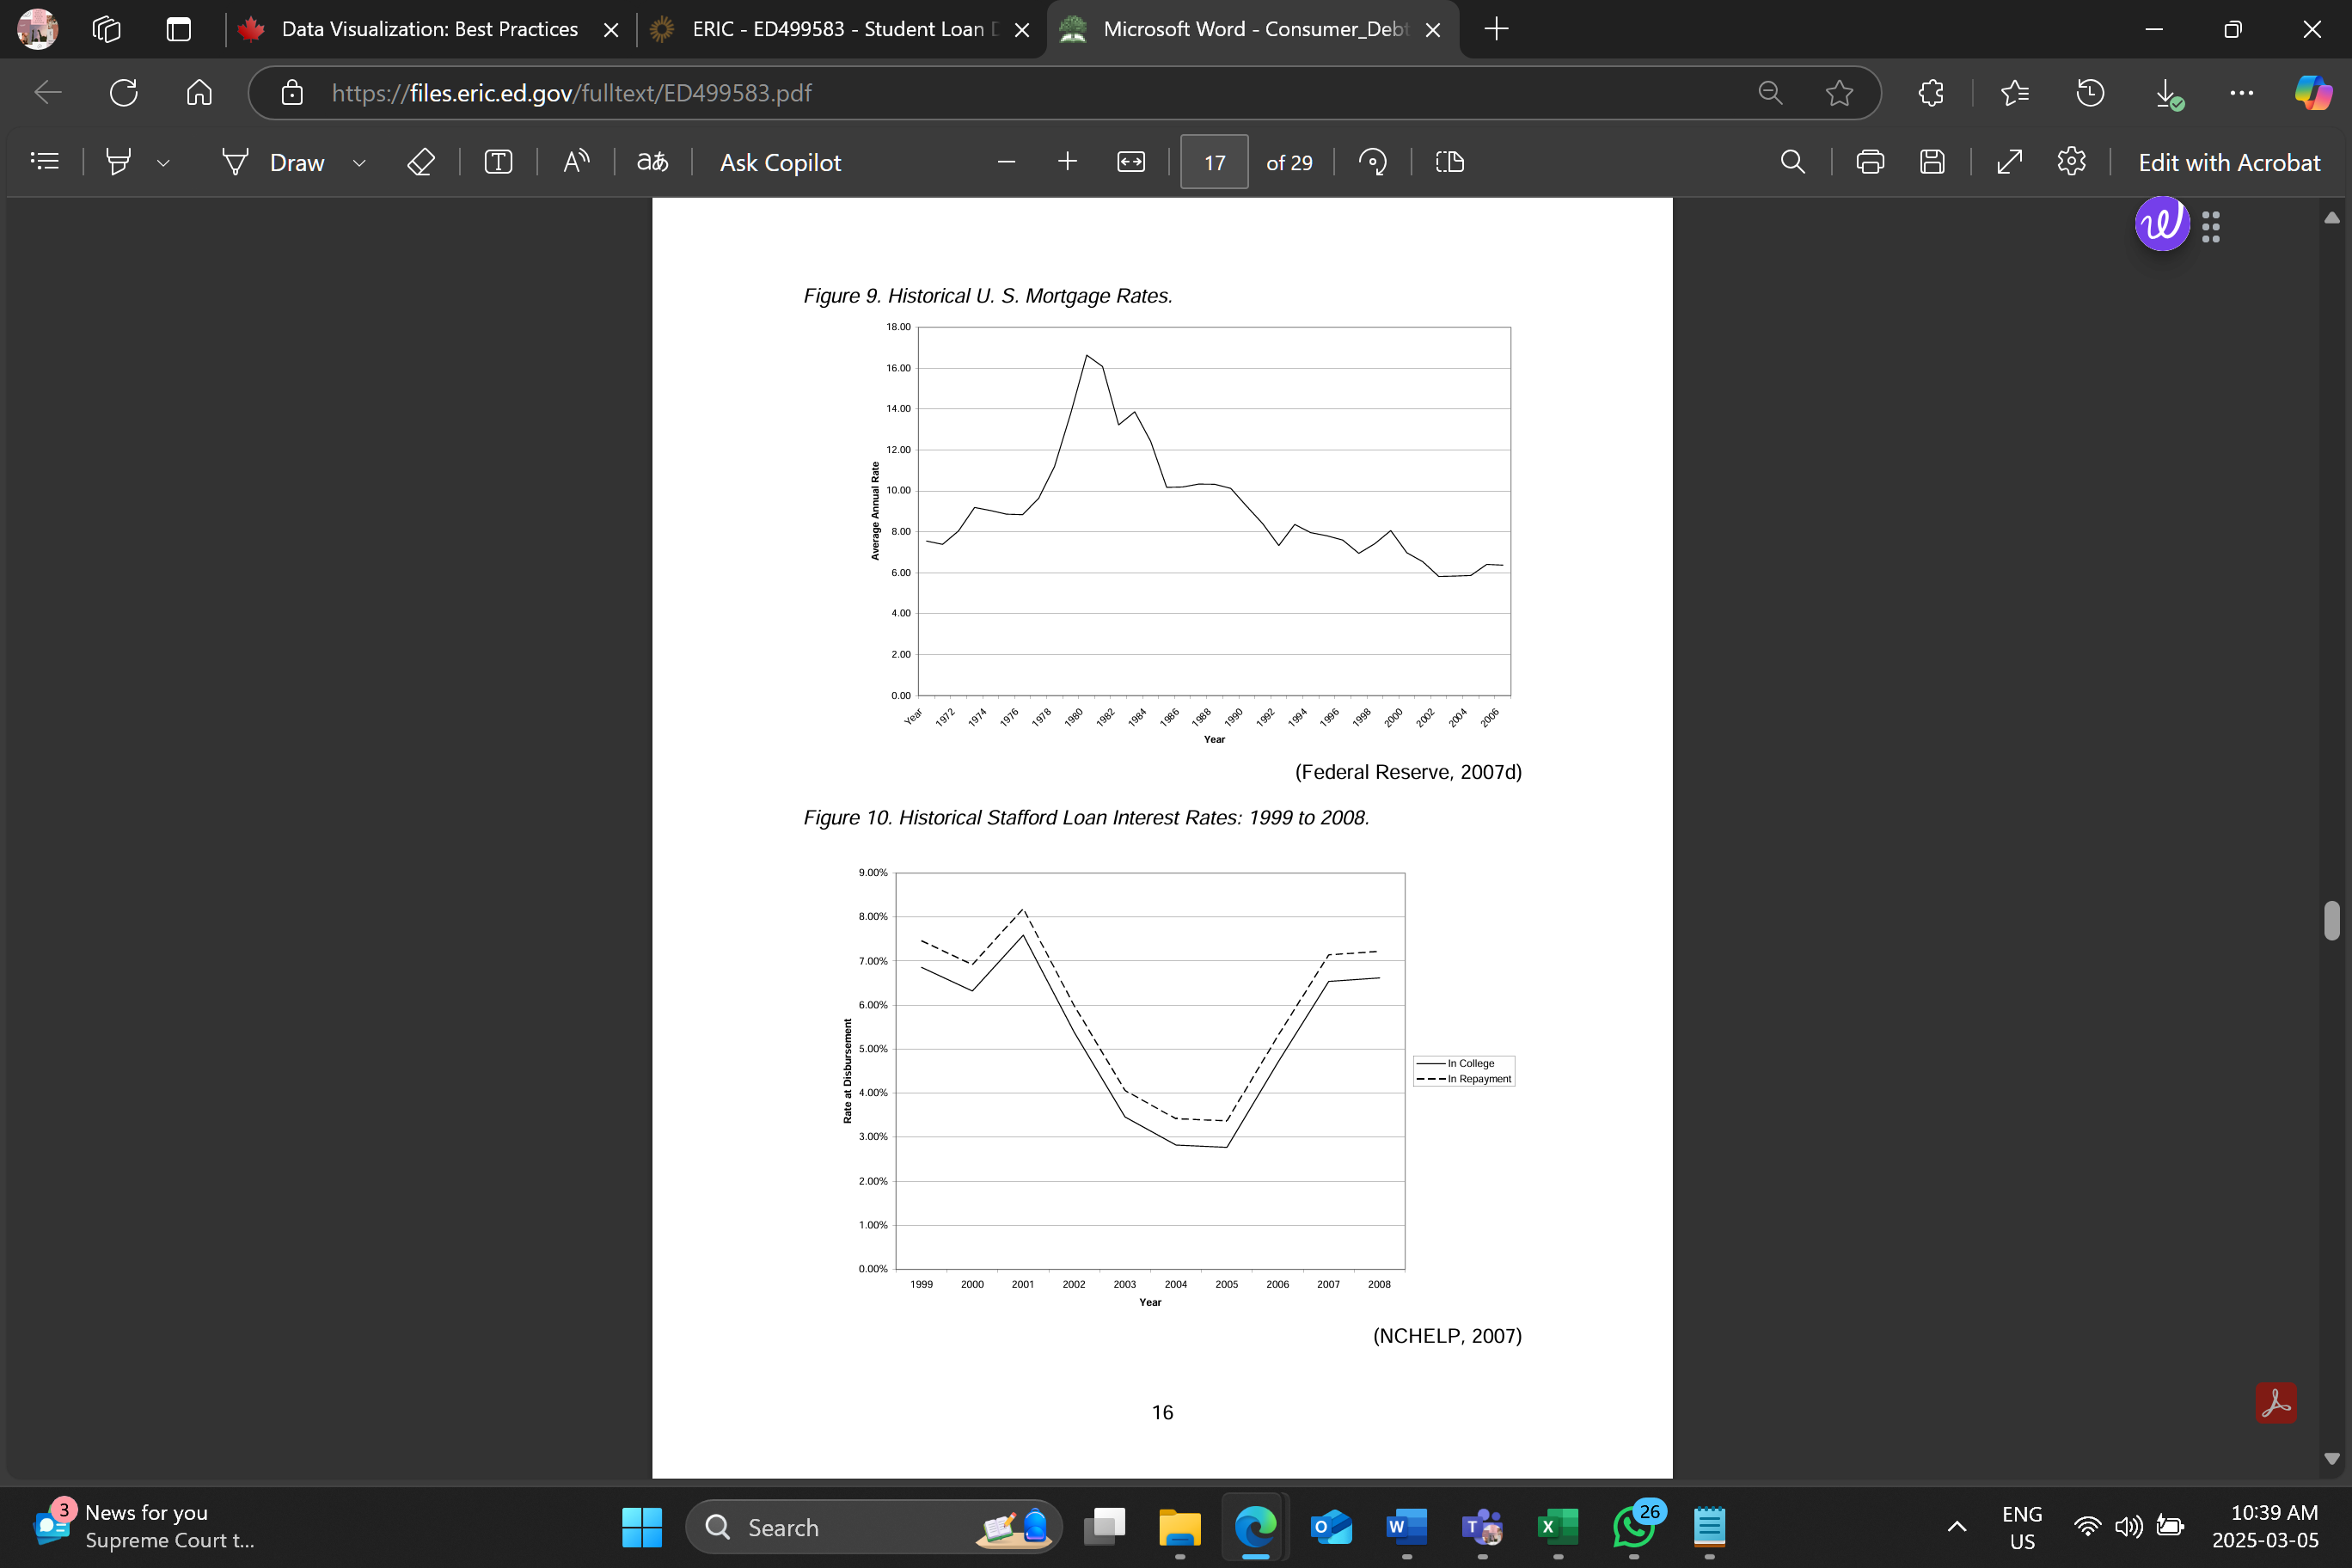 Data Visualization: Best Practices
ERIC - ED499583 - Student Loan D
Microsoft Word - Consumer_Debt
https://files.eric.ed.gov/fulltext/ED499583.pdf
Draw
aあ
Ask Copilot
17 of 29
Edit with Acrobat
Figure 9. Historical U. S. Mortgage Rates.
18.00
16.00
14.00
12.00
10.00
8.00
6.00
4.00
2.00
0.00
Average Annual Rate
Year 1972 1974 1976 1978 1980 1982 1984 1986 1988 1990 1992 1994 1996 1998 2000 2002 2004 2006
Year
(Federal Reserve, 2007d)
Figure 10. Historical Stafford Loan Interest Rates: 1999 to 2008.
9.00%
8.00%
7.00%
6.00%
5.00%
4.00%
3.00%
2.00%
1.00%
0.00%
Rate at Disbursement
In College
In Repayment
1999 2000 2001 2002 2003 2004 2005 2006 2007 2008
Year
(NCHELP, 2007)
16
3
News for you
Supreme Court t...
Search
26
ENG
US
10:39 AM
2025-03-05